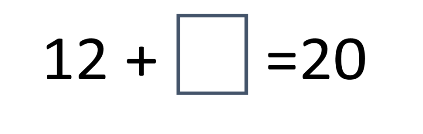 12 + □ =20